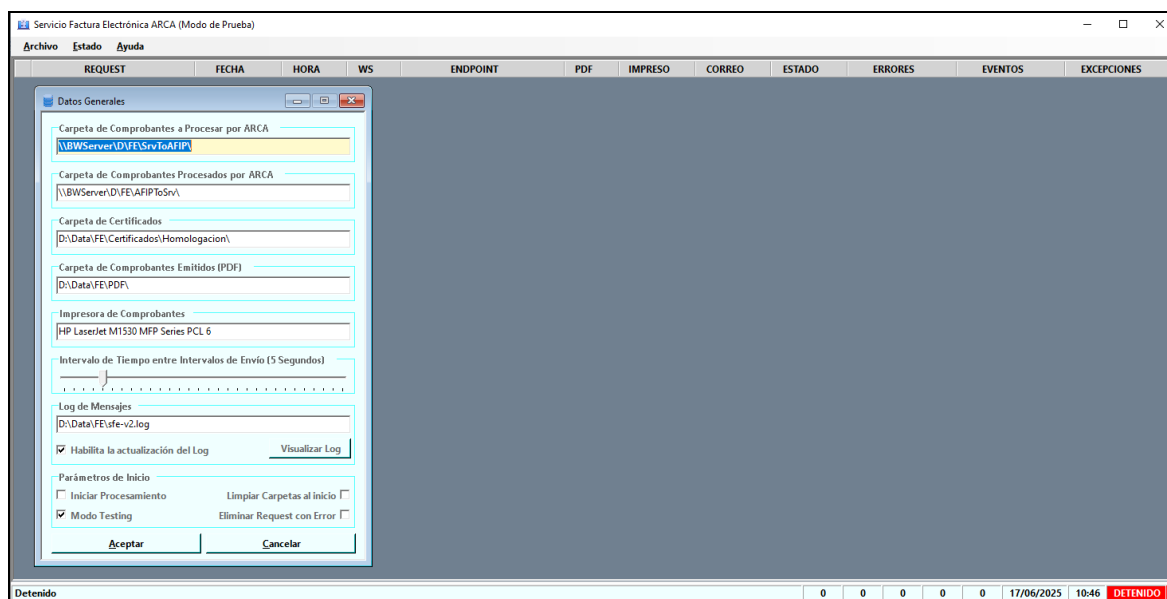 Servicio Factura Electrónica ARCA (Modo de Prueba)
Archivo Estado Ayuda
REQUEST FECHA HORA WS ENDPOINT PDF IMPRESO CORREO ESTADO ERRORES EVENTOS EXCEPCIONES
Datos Generales
Carpeta de Comprobantes a Procesar por ARCA
\\BWServer\D\FE\SrvToAFIP\
Carpeta de Comprobantes Procesados por ARCA
\\BWServer\D\FE\AFIPToSrv\
Carpeta de Certificados
D:\Data\FE\Certificados\Homologacion\
Carpeta de Comprobantes Emitidos (PDF)
D:\Data\FE\PDF\
Impresora de Comprobantes
HP LaserJet M1530 MFP Series PCL 6
Intervalo de Tiempo entre Intervalos de Envío (5 Segundos)
Log de Mensajes
D:\Data\FE\sfe-v2.log
Habilita la actualización del Log Visualizar Log
Parámetros de Inicio
Iniciar Procesamiento Limpiar Carpetas al inicio
Modo Testing Eliminar Request con Error
Aceptar Cancelar
Detenido 0 0 0 0 0 17/06/2025 10:46 DETENIDO